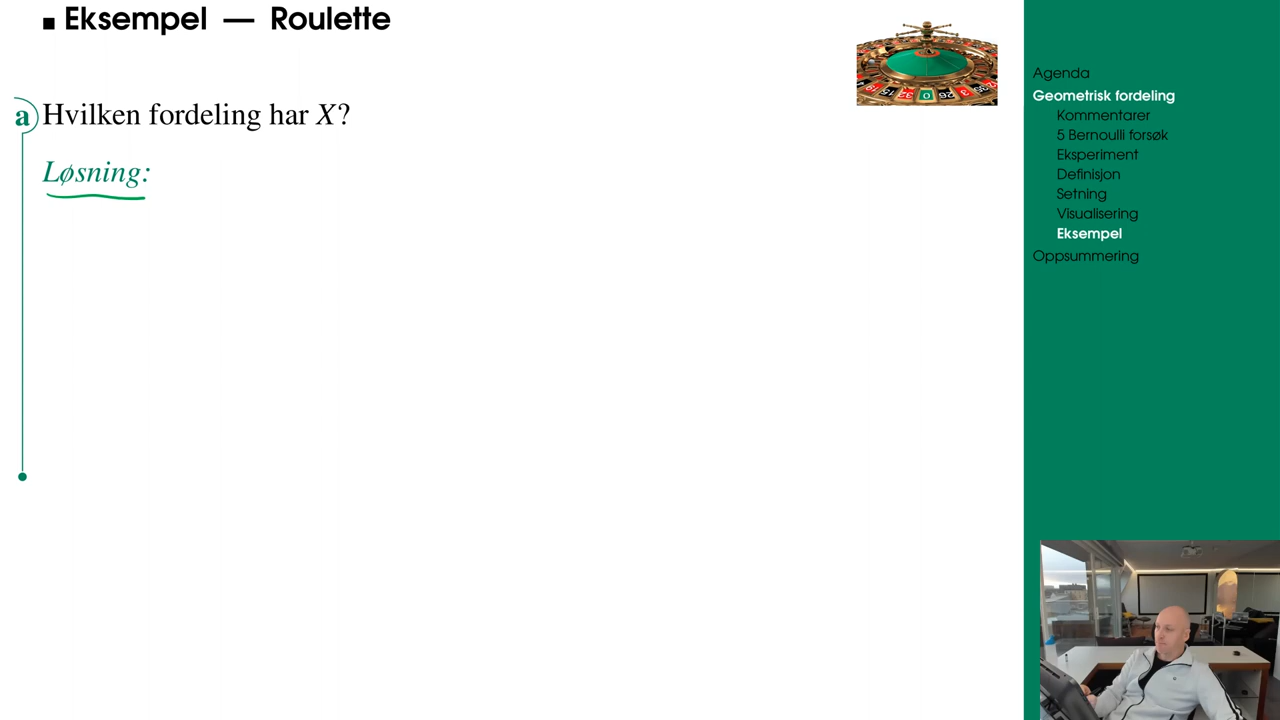 Eksempel — Roulette
a Hvilken fordeling har X?
Løsning:
Agenda
Geometrisk fordeling
Kommentarer
5 Bernoulli forsøk
Eksperiment
Definisjon
Setning
Visualisering
Eksempel
Oppsummering